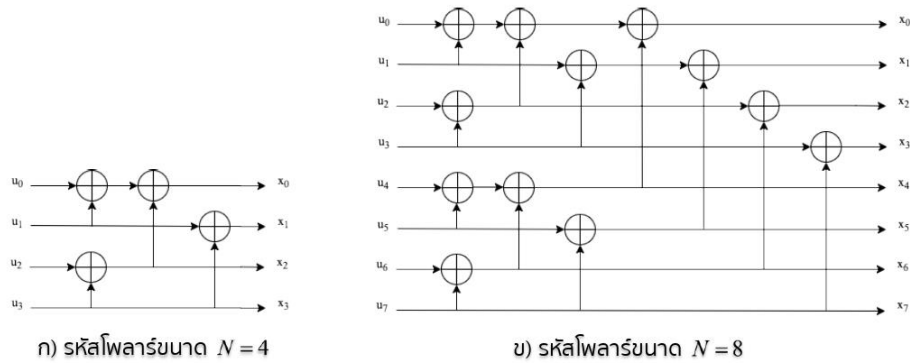 u₀ x₀
u₁ x₁
u₂ x₂
u₃ x₃
ก) รหัสโพลาร์ขนาด N = 4
u₀ x₀
u₁ x₁
u₂ x₂
u₃ x₃
u₄ x₄
u₅ x₅
u₆ x₆
u₇ x₇
ข) รหัสโพลาร์ขนาด N = 8